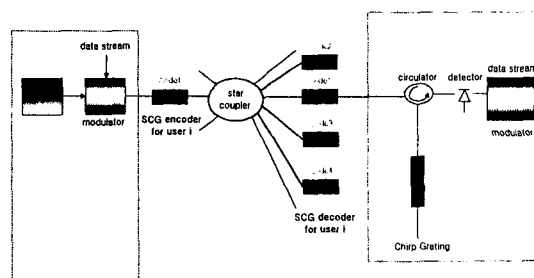 data stream
modulator
SCG encoder
for user i
star
coupler
SCG decoder
for user i
circulator
detector
data stream
modulator
Chirp Grating